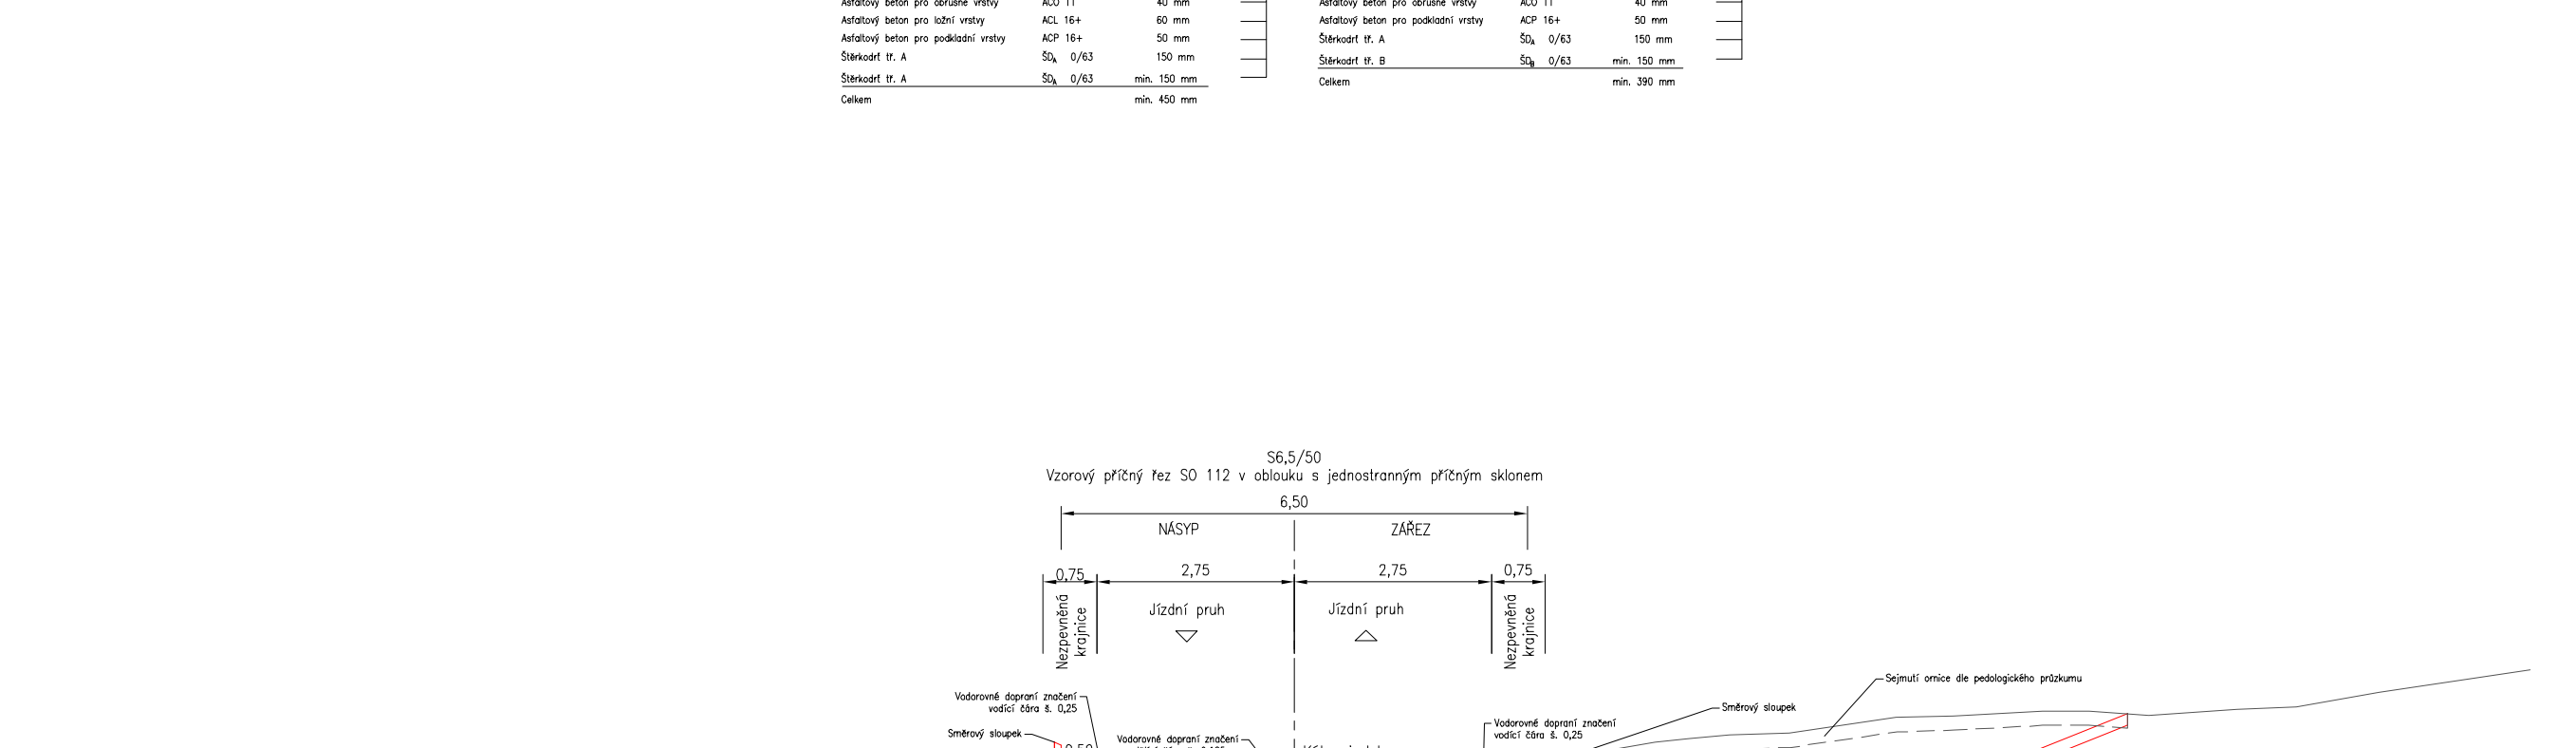 Asfaltový beton pro obrusné vrstvy ACO 11 40 mm
Asfaltový beton pro ložní vrstvy ACL 16+ 60 mm
Asfaltový beton pro podkladní vrstvy ACP 16+ 50 mm
Štěrkodrť tř. A ŠDA 0/63 150 mm
Štěrkodrť tř. A ŠDA 0/63 min. 150 mm
Celkem min. 450 mm
Asfaltový beton pro obrusné vrstvy ACO 11 40 mm
Asfaltový beton pro podkladní vrstvy ACP 16+ 50 mm
Štěrkodrť tř. A ŠDA 0/63 150 mm
Štěrkodrť tř. B ŠDB 0/63 min. 150 mm
Celkem min. 390 mm
S6,5/50
Vzorový příčný řez SO 112 v oblouku s jednostranným příčným sklonem
6,50
NÁSYP ZÁŘEZ
0,75 2,75 2,75 0,75
Nezpevněná
krajnice
Jízdní pruh
Jízdní pruh
Nezpevněná
krajnice
Vodorovné dopraní značení
vodící čára š. 0,25
Směrový sloupek
0,50
Vodorovné dopraní značení
Vodorovné dopraní značení
vodící čára š. 0,25
Směrový sloupek
Sejmutí ornice dle pedologického průzkumu